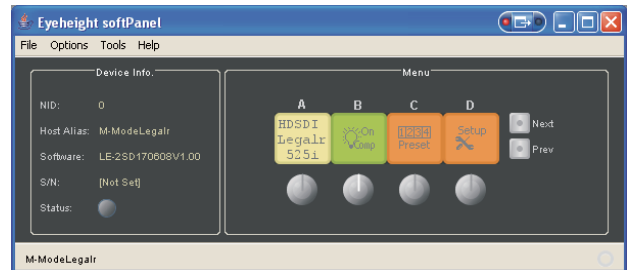 Eyeheight softPanel
File Options Tools Help
Device Info.
NID: 0
Host Alias: M-ModeLegalr
Software: LE-2SD170608V1.00
S/N: [Not Set]
Status:
Menu
A B C D
HDSDI
Legalr
525i
On
Comp
1234
Preset
Setup
Next
Prev
M-ModeLegalr